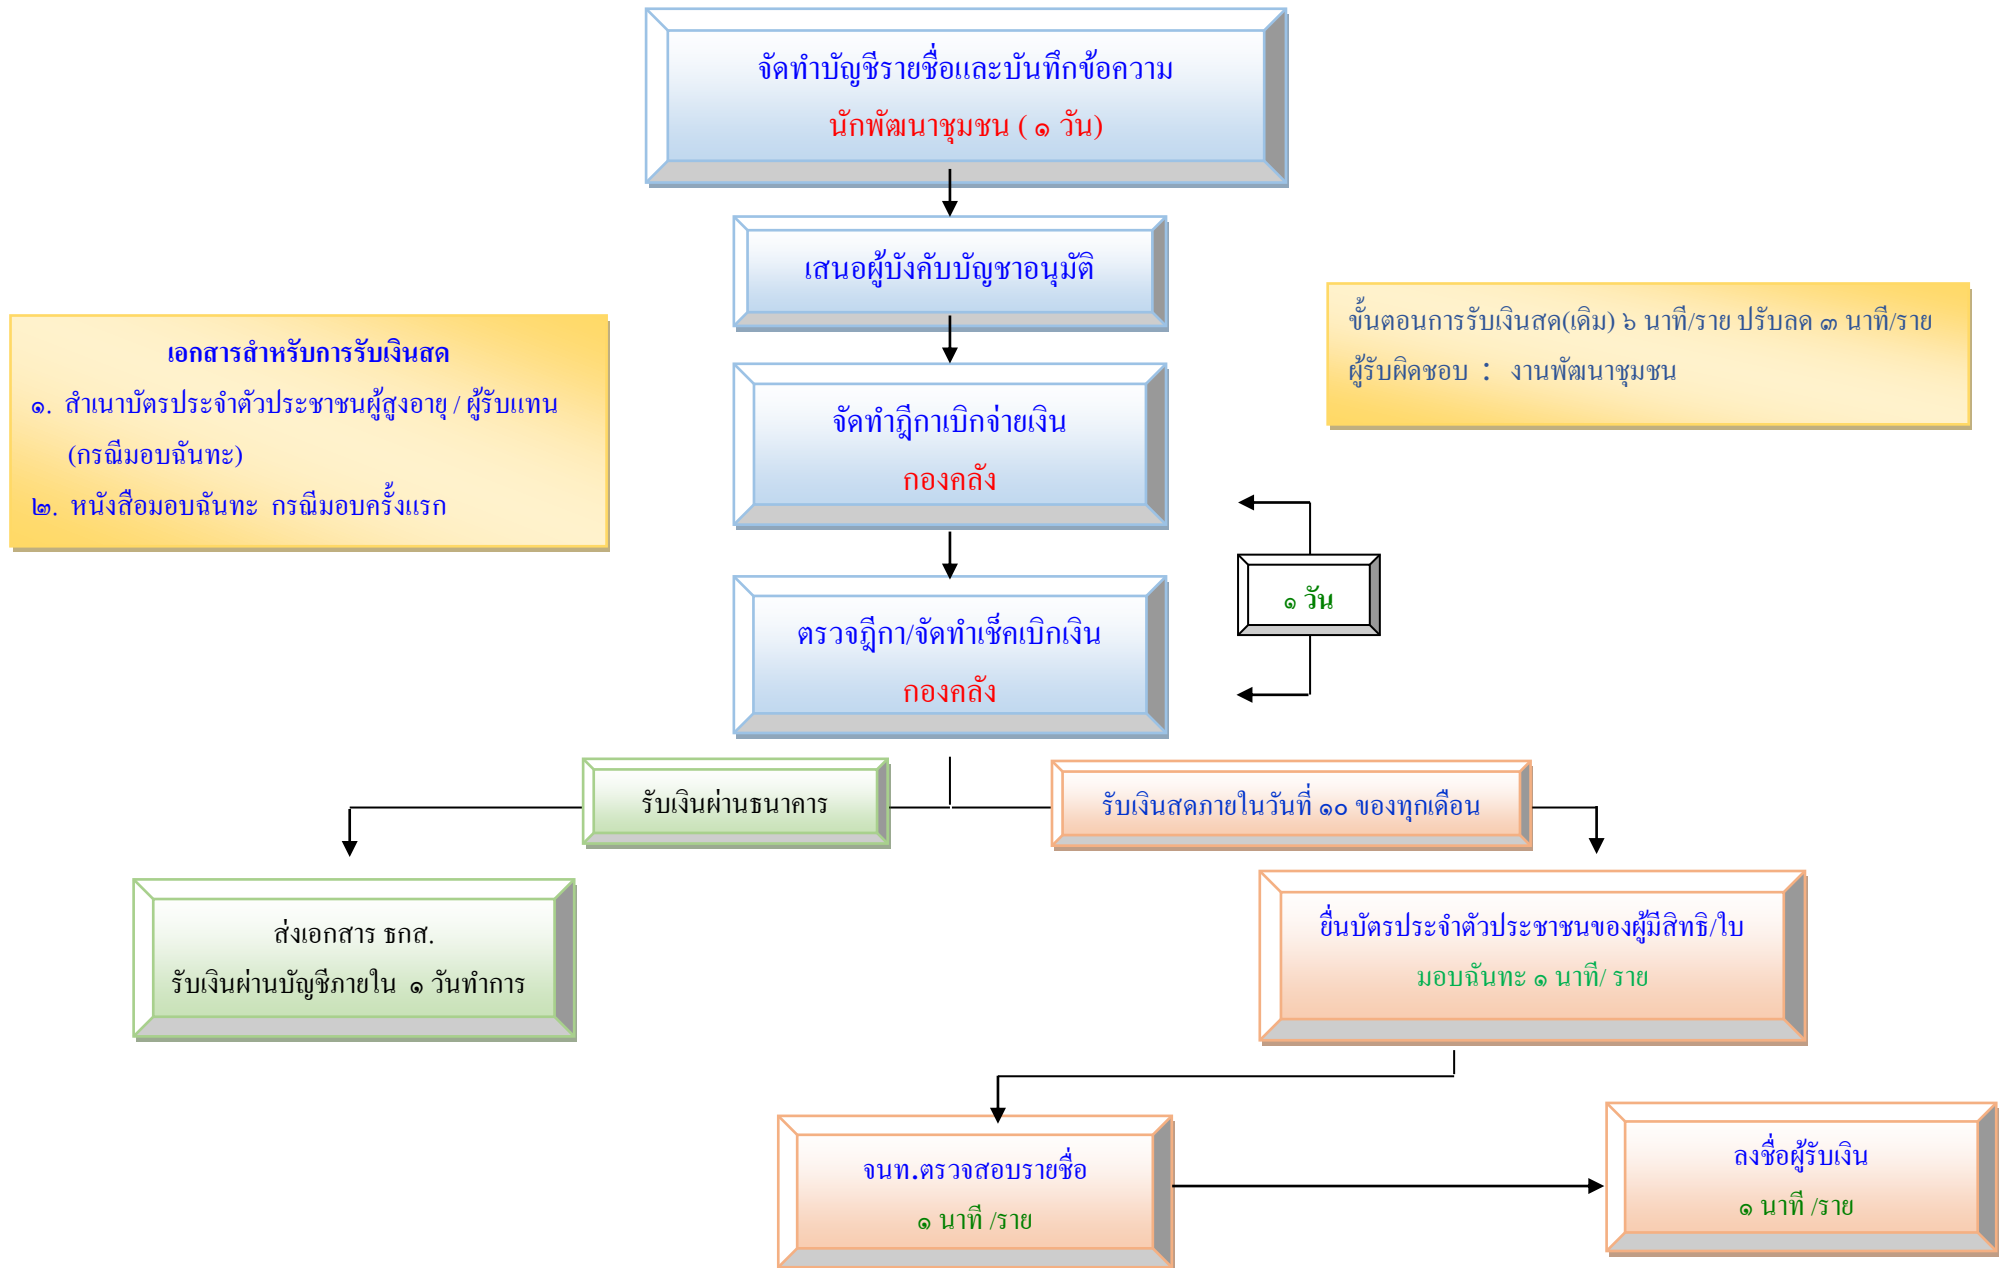 จัดทำบัญชีรายชื่อและบันทึกข้อความ
นักพัฒนาชุมชน ( ๑ วัน)
เสนอผู้บังคับบัญชาอนุมัติ
ขั้นตอนการรับเงินสด(เดิม) ๖ นาที/ราย ปรับลด ๓ นาที/ราย
ผู้รับผิดชอบ : งานพัฒนาชุมชน
เอกสารสำหรับการรับเงินสด
๑. สำเนาบัตรประจำตัวประชาชนผู้สูงอายุ / ผู้รับแทน
(กรณีมอบฉันทะ)
๒. หนังสือมอบฉันทะ กรณีมอบครั้งแรก
จัดทำฎีกาเบิกจ่ายเงิน
กองคลัง
๑ วัน
ตรวจฎีกา/จัดทำเช็คเบิกเงิน
กองคลัง
รับเงินผ่านธนาคาร
รับเงินสดภายในวันที่ ๑๐ ของทุกเดือน
ส่งเอกสาร ธกส.
รับเงินผ่านบัญชีภายใน ๑ วันทำการ
ยื่นบัตรประจำตัวประชาชนของผู้มีสิทธิ/ใบ
มอบฉันทะ ๑ นาที/ ราย
จนท.ตรวจสอบรายชื่อ
๑ นาที /ราย
ลงชื่อผู้รับเงิน
๑ นาที /ราย